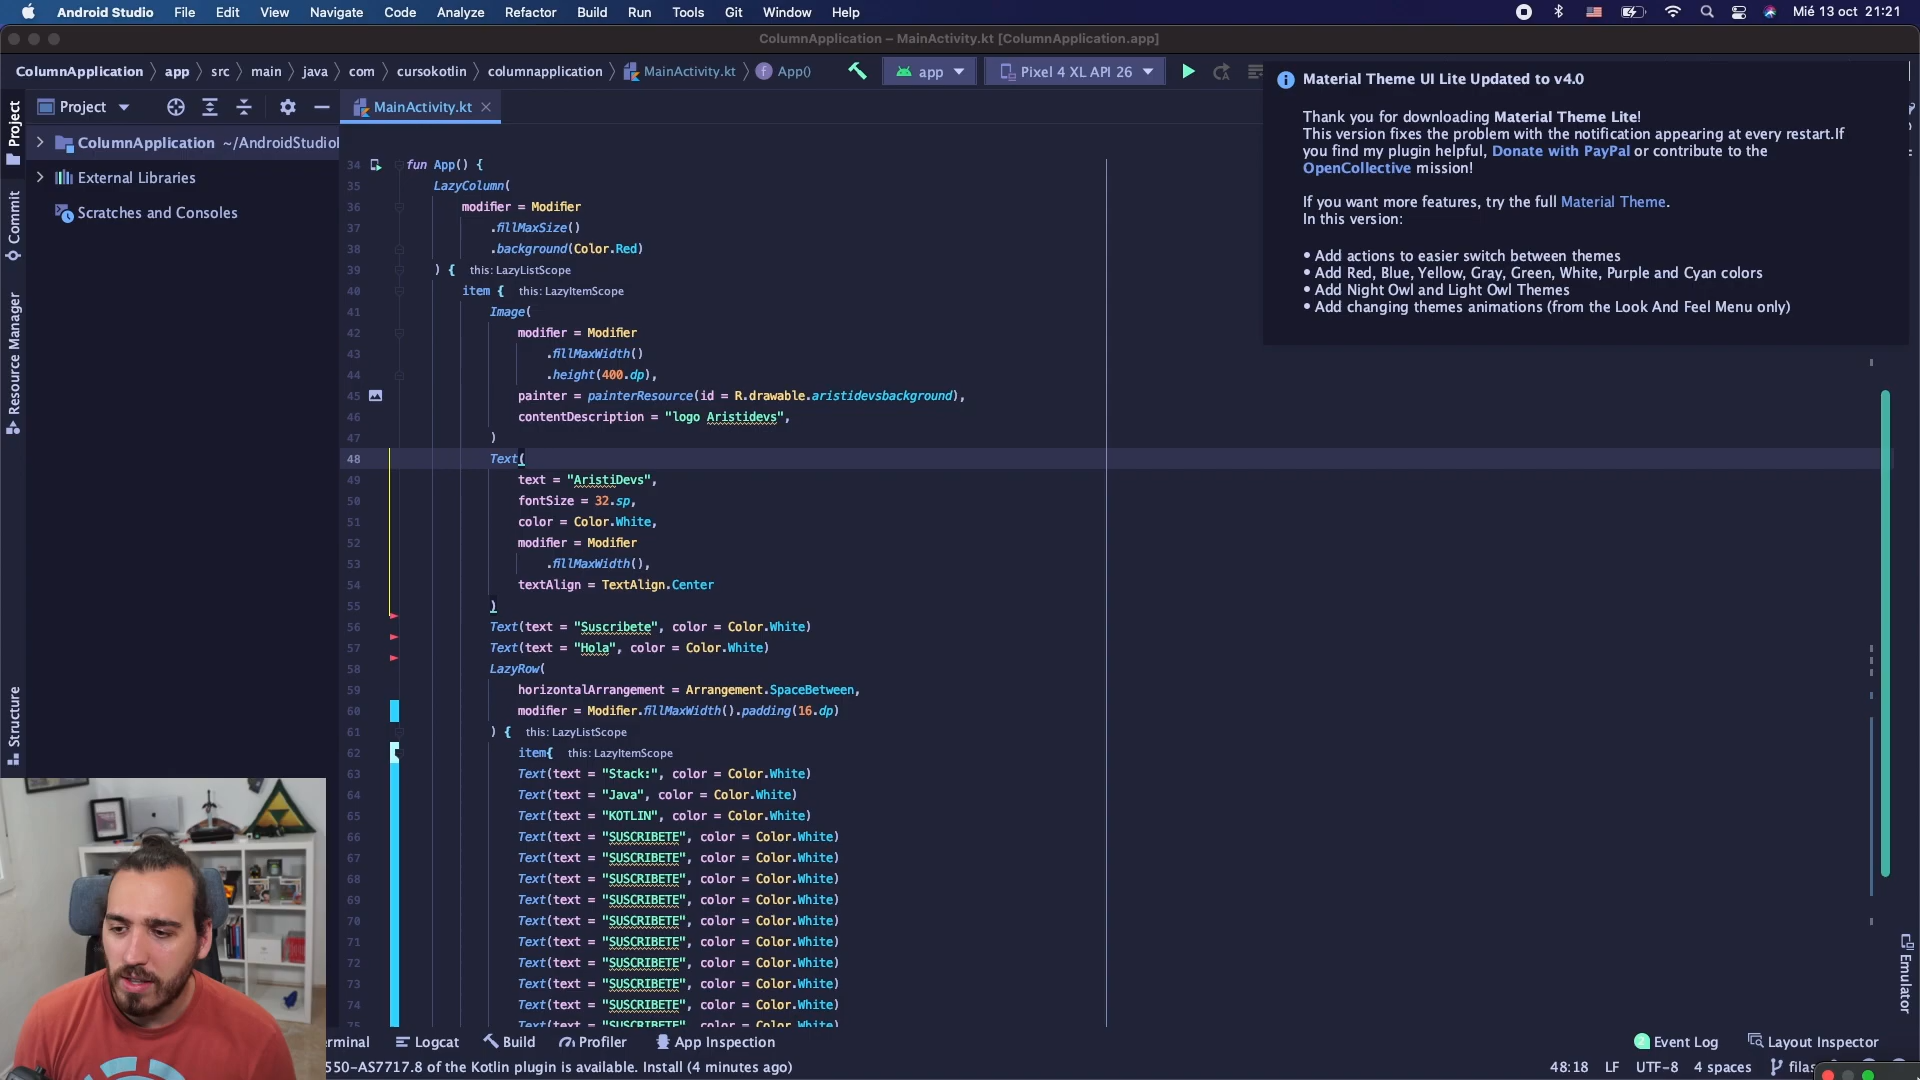 Android Studio File Edit View Navigate Code Analyze Refactor Build Run Tools Git Window Help Mié 13 oct 21:21
ColumnApplication – MainActivity.kt [ColumnApplication.app]
ColumnApplication app src main java com cursokotlin columnapplication MainActivity.kt App() app Pixel 4 XL API 26
Project MainActivity.kt
ColumnApplication ~/AndroidStudio
External Libraries
Scratches and Consoles
Project
Commit
Resource Manager
Structure
34 fun App() {
35 LazyColumn(
36 modifier = Modifier
37 .fillMaxSize()
38 .background(Color.Red)
39 ) { this: LazyListScope
40 item { this: LazyItemScope
41 Image(
42 modifier = Modifier
43 .fillMaxWidth()
44 .height(400.dp),
45 painter = painterResource(id = R.drawable.aristidevsbackground),
46 contentDescription = "logo Aristidevs",
47 )
48 Text(
49 text = "AristiDevs",
50 fontSize = 32.sp,
51 color = Color.White,
52 modifier = Modifier
53 .fillMaxWidth(),
54 textAlign = TextAlign.Center
55 )
56 Text(text = "Suscribete", color = Color.White)
57 Text(text = "Hola", color = Color.White)
58 LazyRow(
59 horizontalArrangement = Arrangement.SpaceBetween,
60 modifier = Modifier.fillMaxWidth().padding(16.dp)
61 ) { this: LazyListScope
62 item{ this: LazyItemScope
63 Text(text = "Stack:", color = Color.White)
64 Text(text = "Java", color = Color.White)
65 Text(text = "KOTLIN", color = Color.White)
66 Text(text = "SUSCRIBETE", color = Color.White)
67 Text(text = "SUSCRIBETE", color = Color.White)
68 Text(text = "SUSCRIBETE", color = Color.White)
69 Text(text = "SUSCRIBETE", color = Color.White)
70 Text(text = "SUSCRIBETE", color = Color.White)
71 Text(text = "SUSCRIBETE", color = Color.White)
72 Text(text = "SUSCRIBETE", color = Color.White)
73 Text(text = "SUSCRIBETE", color = Color.White)
74 Text(text = "SUSCRIBETE", color = Color.White)
75 Text(text = "SUSCRIBETE", color = Color.White)
Material Theme UI Lite Updated to v4.0
Thank you for downloading Material Theme Lite!
This version fixes the problem with the notification appearing at every restart.If
you find my plugin helpful, Donate with PayPal or contribute to the
OpenCollective mission!
If you want more features, try the full Material Theme.
In this version:
• Add actions to easier switch between themes
• Add Red, Blue, Yellow, Gray, Green, White, Purple and Cyan colors
• Add Night Owl and Light Owl Themes
• Add changing themes animations (from the Look And Feel Menu only)
Emulator
erminal Logcat Build Profiler App Inspection Event Log Layout Inspector
550-AS7717.8 of the Kotlin plugin is available. Install (4 minutes ago) 48:18 LF UTF-8 4 spaces filas